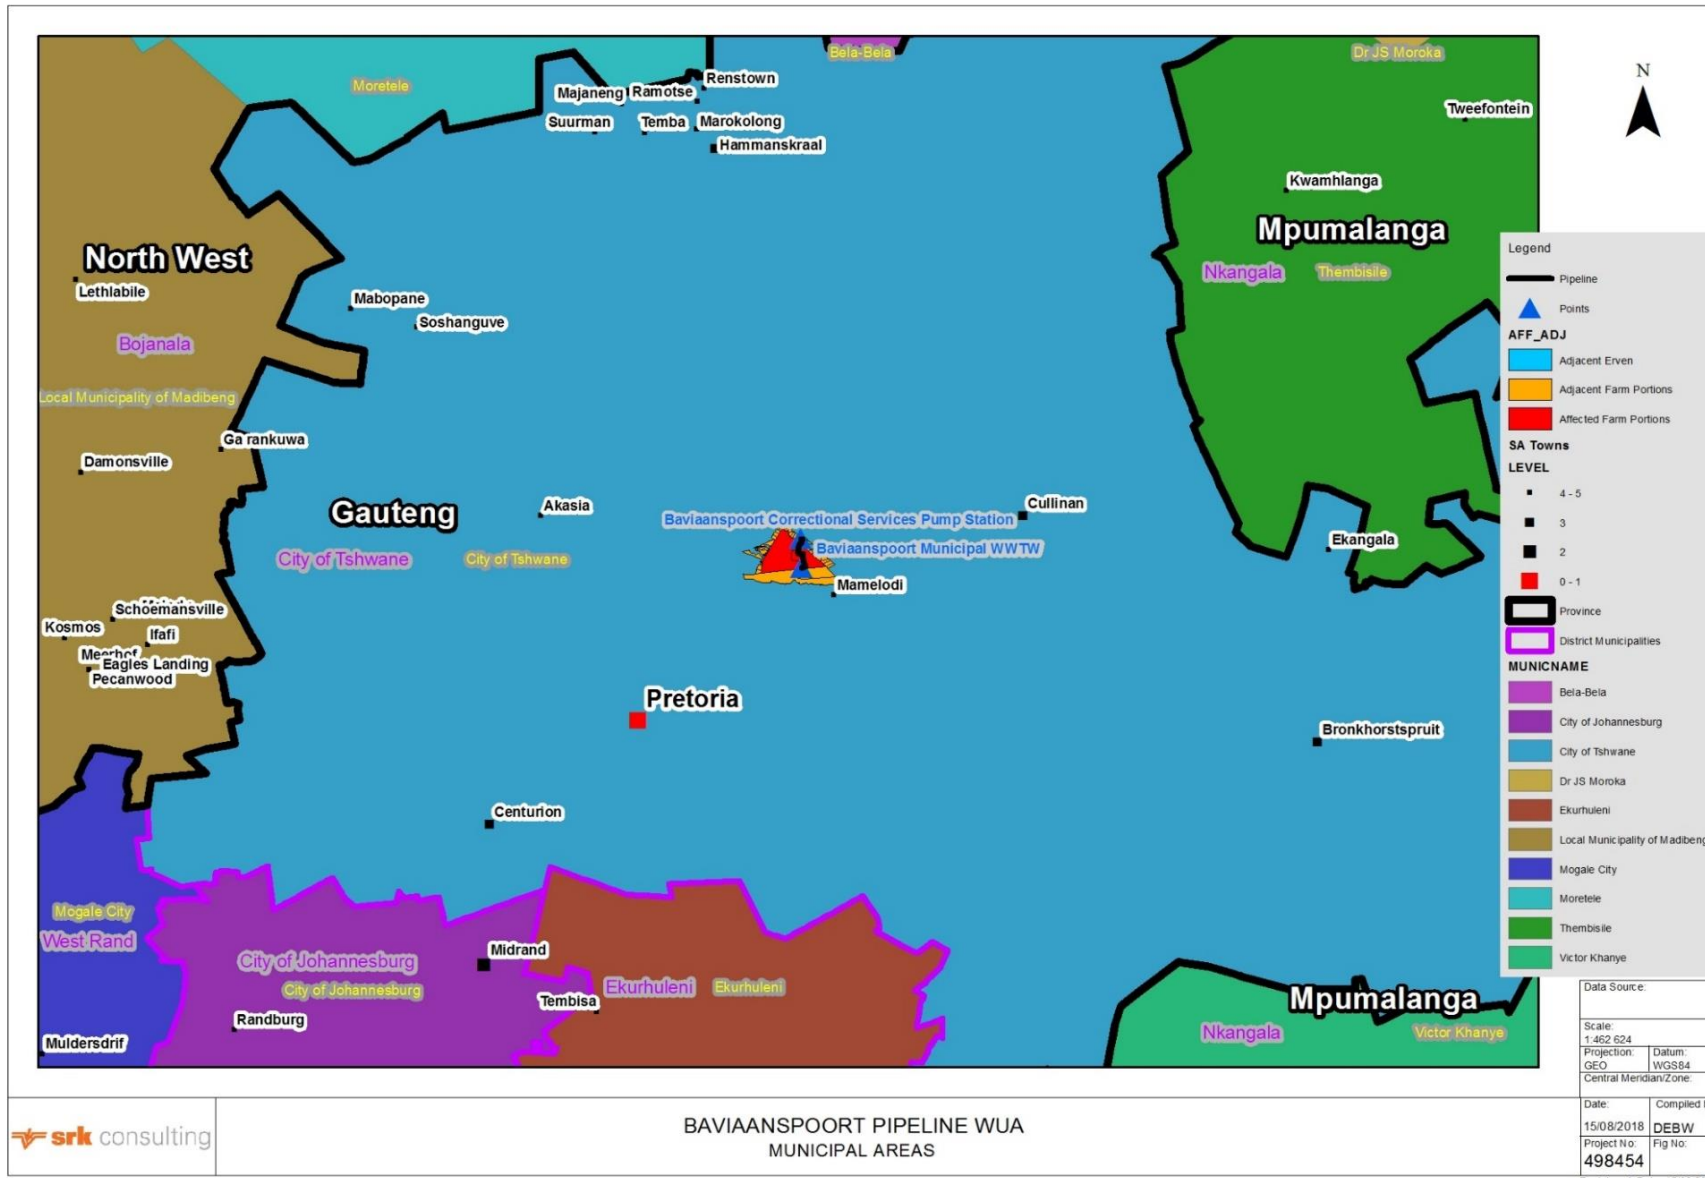 Moretele
Bela-Bela
Dr JS Moroka
Renstown
Majaneng
Ramotse
Suurman
Temba
Marokolong
Hammanskraal
Tweefontein
N
Kwamhlanga
Mpumalanga
Nkangala
Thembisile
North West
Lethlabile
Mabopane
Soshanguve
Bojanala
Local Municipality of Madibeng
Ga rankuwa
Damonsville
Gauteng
Akasia
City of Tshwane
City of Tshwane
Cullinan
Baviaanspoort Correctional Services Pump Station
Baviaanspoort Municipal WWTW
Mamelodi
Ekangala
Schoemansville
Kosmos
Ifafi
Meerhof
Eagles Landing
Pecanwood
Pretoria
Bronkhorstspruit
Centurion
Mogale City
West Rand
City of Johannesburg
City of Johannesburg
Midrand
Tembisa
Ekurhuleni
Ekurhuleni
Randburg
Muldersdrif
Mpumalanga
Nkangala
Victor Khanye
Legend
Pipeline
Points
AFF_ADJ
Adjacent Erven
Adjacent Farm Portions
Affected Farm Portions
SA Towns
LEVEL
4 - 5
3
2
0 - 1
Province
District Municipalities
MUNICNAME
Bela-Bela
City of Johannesburg
City of Tshwane
Dr JS Moroka
Ekurhuleni
Local Municipality of Madibeng
Mogale City
Moretele
Thembisile
Victor Khanye
Data Source:
Scale:
1:462 624
Projection: Datum:
GEO WGS84
Central Meridian/Zone:
Date: Compiled
15/08/2018 DEBW
Project No: Fig No:
498454
srk consulting
BAVIAANSPOORT PIPELINE WUA
MUNICIPAL AREAS